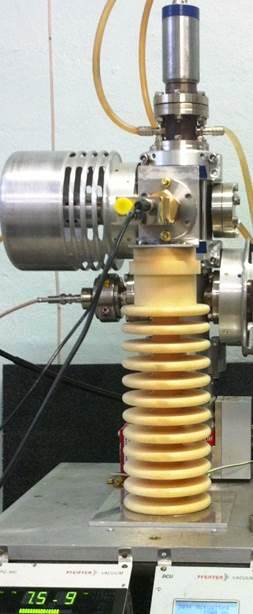 PFEIFFER VACUUM
DCU PFEIFFER VACUUM
7.5 - 9